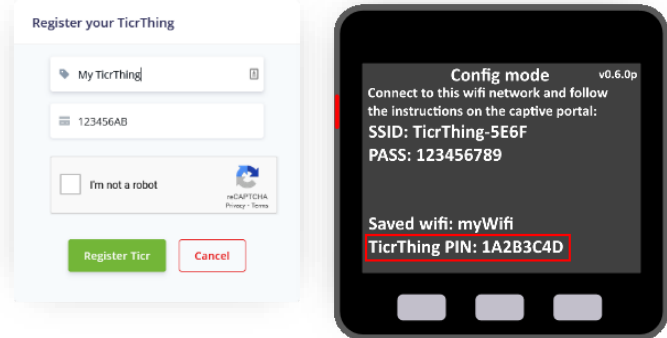 Register your TicrThing
My TicrThing
123456AB
I'm not a robot
reCAPTCHA
Privacy - Terms
Register Ticr
Cancel
Config mode v0.6.0p
Connect to this wifi network and follow
the instructions on the captive portal:
SSID: TicrThing-5E6F
PASS: 123456789
Saved wifi: myWifi
TicrThing PIN: 1A2B3C4D